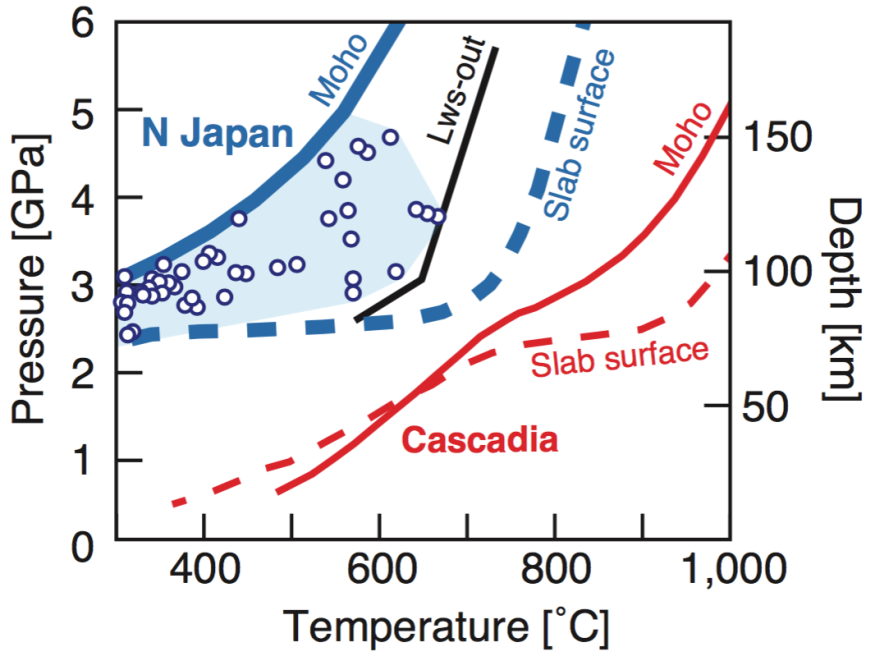 6
5
4
3
2
1
0
Pressure [GPa]
400
600
800
1,000
Temperature [˚C]
150
100
50
Depth [km]
Moho
N Japan
Lws-out
Slab surface
Moho
Slab surface
Cascadia